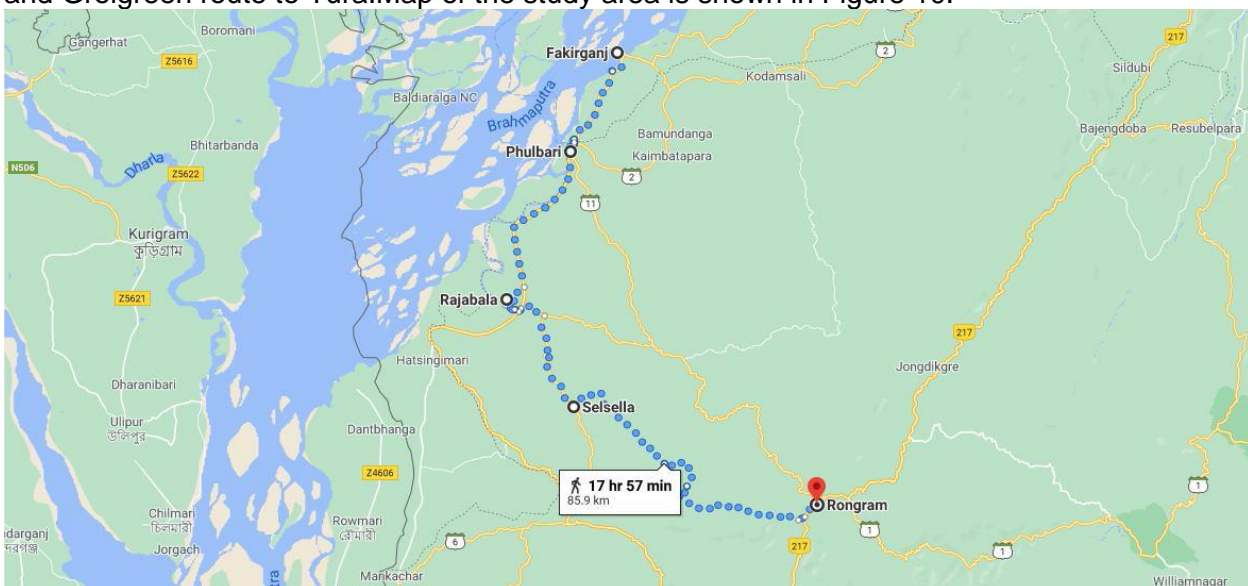 and Grolgreen route to Tura.Map of the study area is shown in Figure 10.
Gangerhat
Boromani
Z5616
Fakirganj
217
2
Sildubi
Kodamsali
Baldiaralga NC
Brahmaputra
Bajengdoba
Resubelpara
Bamundanga
Bhitarbanda
Phulbari
Kaimbatapara
N506
Dharla
Z5622
2
11
Kurigram
কুড়িগ্রাম
Z5621
Rajabala
217
Hatsingimari
Jongdikgre
Dharanibari
Selsella
Ulipur
উলিপুর
Dantbhanga
Z4606
17 hr 57 min
85.9 km
1
Rongram
Chilmari
চিলমারী
Rowmari
রৌমারী
1
Jorgach
6
217
1
Mankachar
Williamnagar